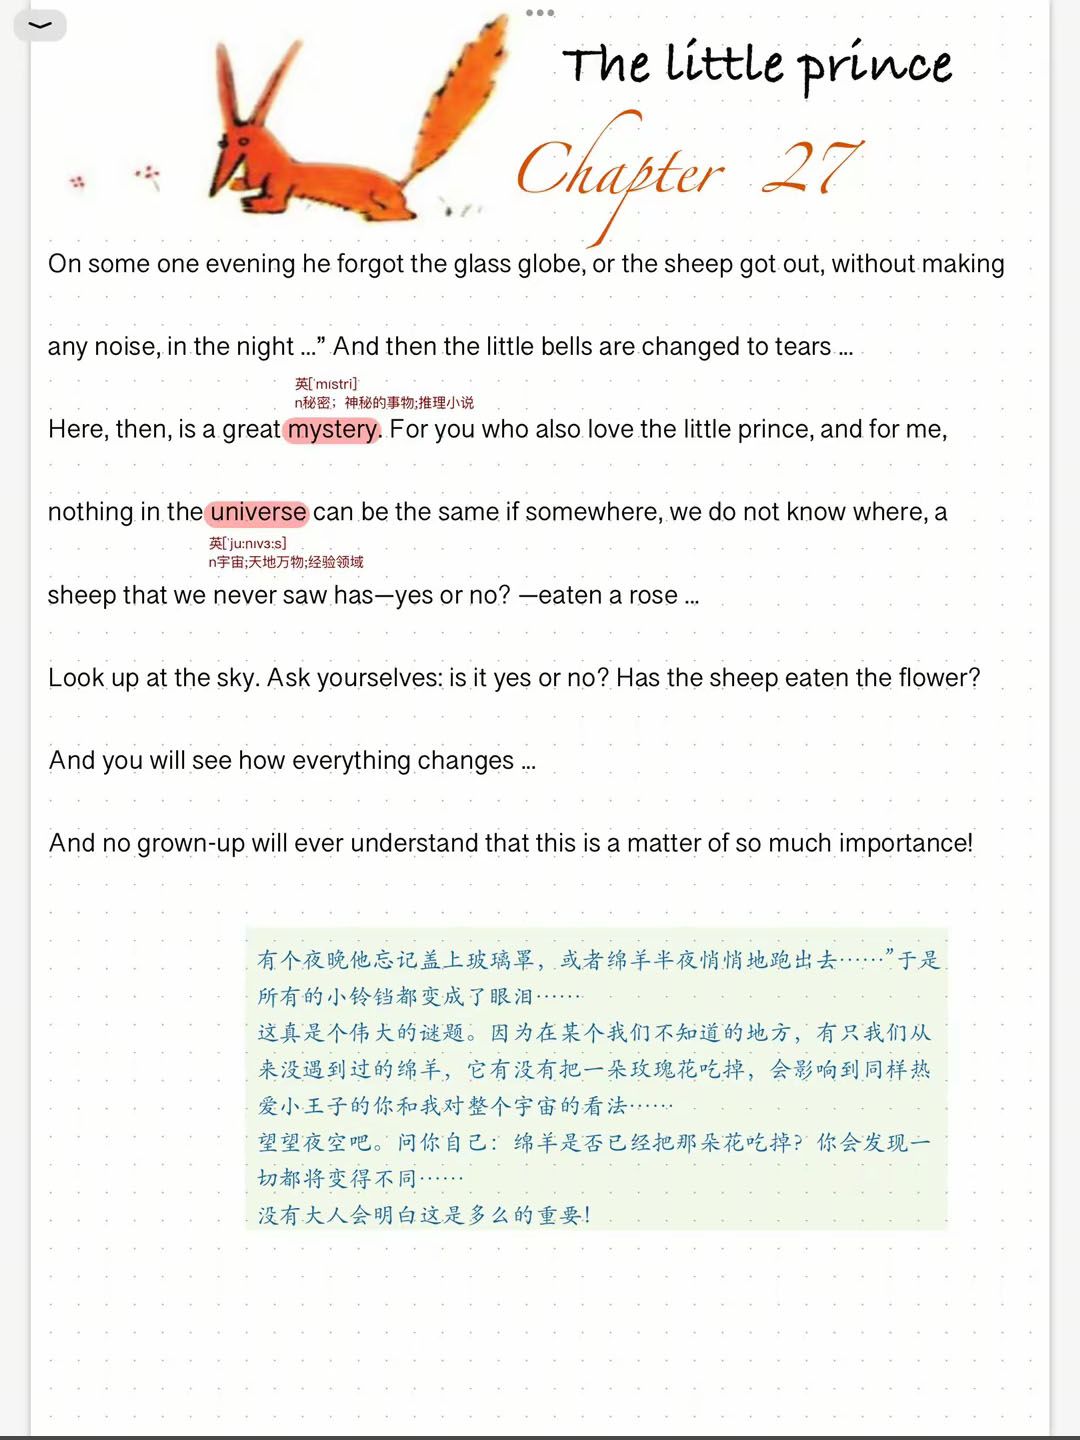 The little prince
Chapter 27
On some one evening he forgot the glass globe, or the sheep got out, without making
any noise, in the night ...” And then the little bells are changed to tears ...
英[ˈmɪstri]
n秘密；神秘的事物;推理小说
Here, then, is a great mystery. For you who also love the little prince, and for me,
nothing in the universe can be the same if somewhere, we do not know where, a
英[ˈju:nɪvɜ:s]
n宇宙;天地万物;经验领域
sheep that we never saw has—yes or no? —eaten a rose ...
Look up at the sky. Ask yourselves: is it yes or no? Has the sheep eaten the flower?
And you will see how everything changes ...
And no grown-up will ever understand that this is a matter of so much importance!
有个夜晚他忘记盖上玻璃罩，或者绵羊半夜悄悄地跑出去……”于是
所有的小铃铛都变成了眼泪……
这真是个伟大的谜题。因为在某个我们不知道的地方，有只我们从
来没遇到过的绵羊，它有没有把一朵玫瑰花吃掉，会影响到同样热
爱小王子的你和我对整个宇宙的看法……
望望夜空吧。问你自己：绵羊是否已经把那朵花吃掉？你会发现一
切都将变得不同……
没有大人会明白这是多么的重要！